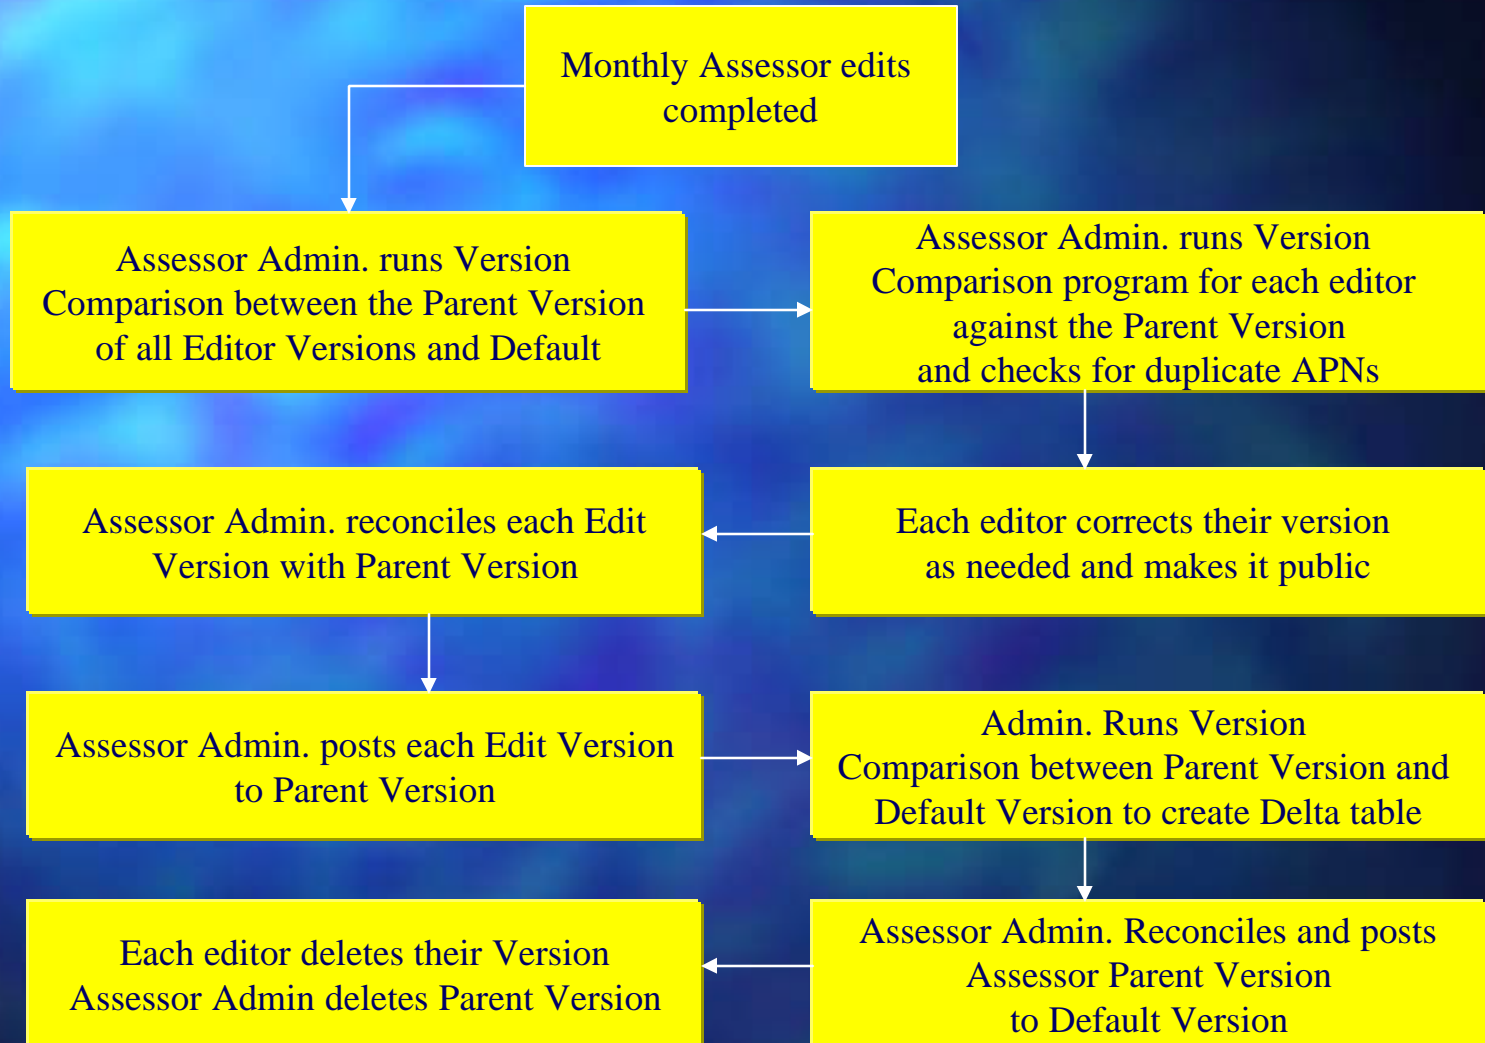 Monthly Assessor edits
completed
Assessor Admin. runs Version
Comparison between the Parent Version
of all Editor Versions and Default
Assessor Admin. runs Version
Comparison program for each editor
against the Parent Version
and checks for duplicate APNs
Each editor corrects their version
as needed and makes it public
Assessor Admin. reconciles each Edit
Version with Parent Version
Assessor Admin. posts each Edit Version
to Parent Version
Admin. Runs Version
Comparison between Parent Version and
Default Version to create Delta table
Assessor Admin. Reconciles and posts
Assessor Parent Version
to Default Version
Each editor deletes their Version
Assessor Admin deletes Parent Version